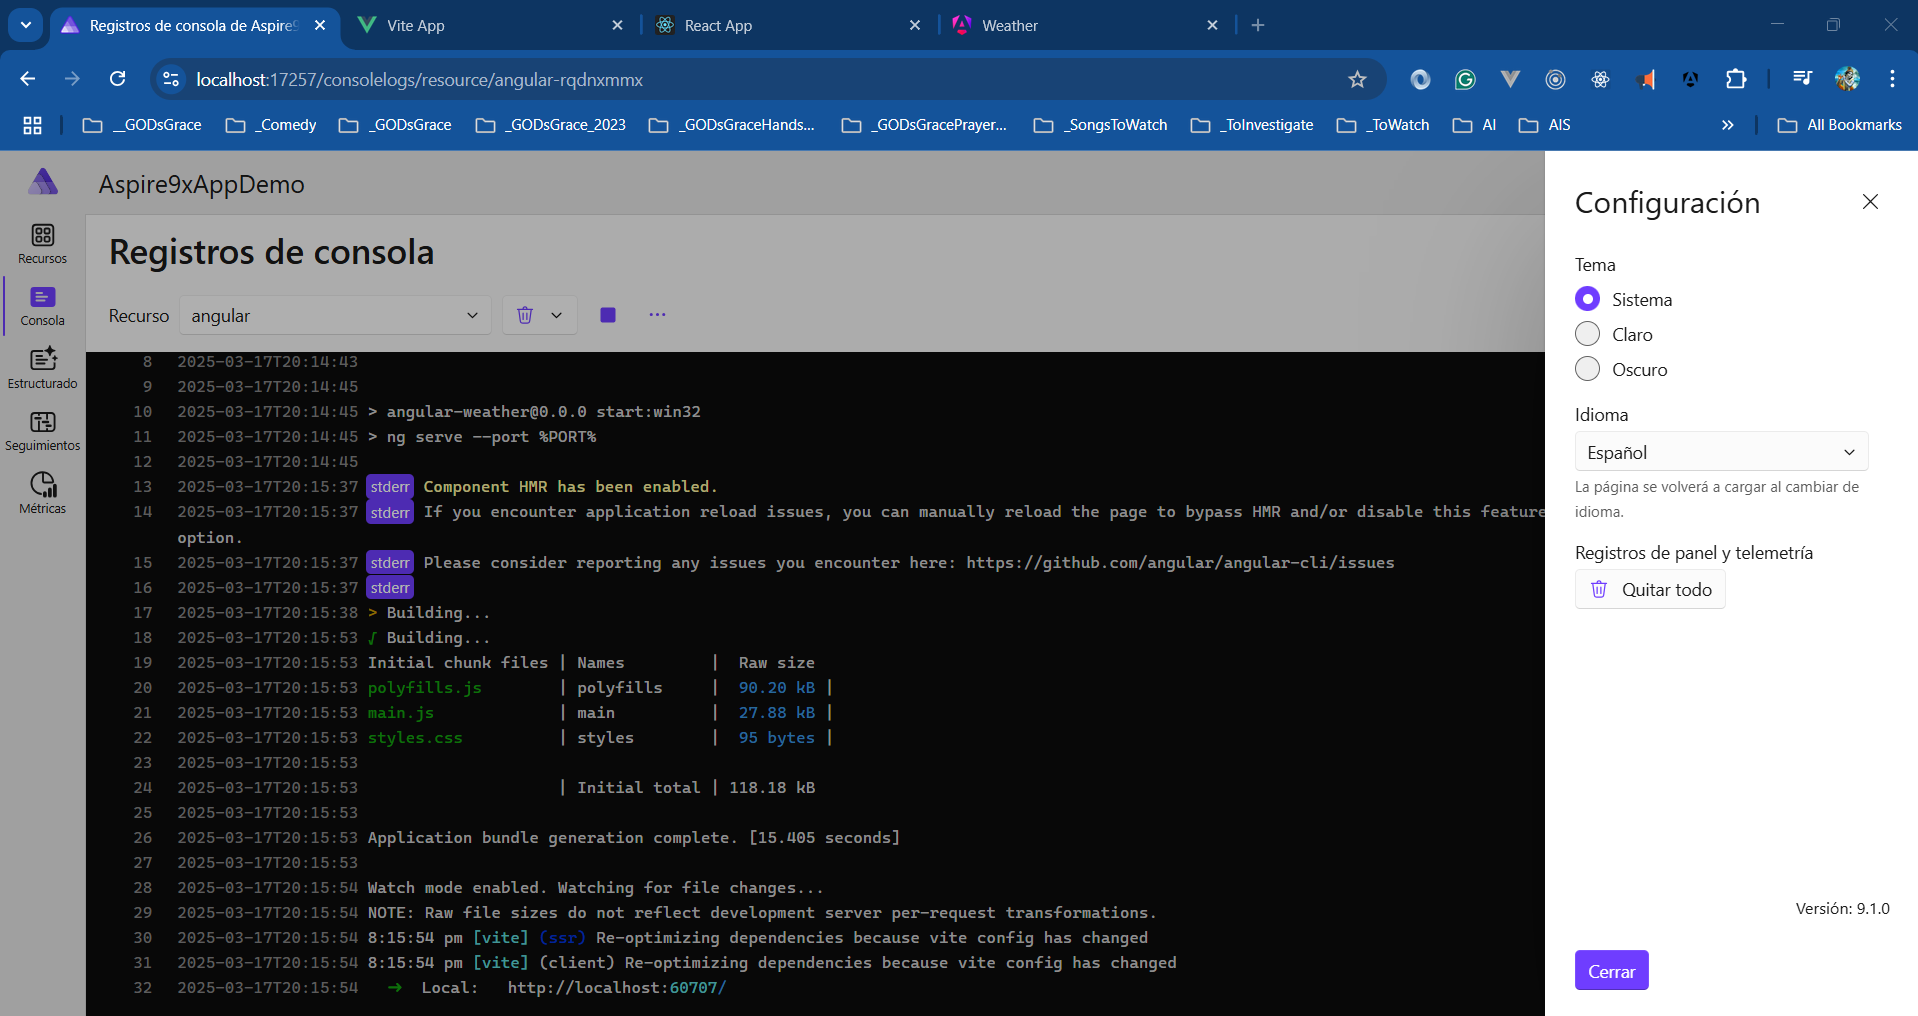 Registros de consola de Aspire9
Vite App
React App
Weather
localhost:17257/consolelogs/resource/angular-rqdnxmmx
__GODsGrace
_Comedy
_GODsGrace
_GODsGrace_2023
_GODsGraceHands...
_GODsGracePrayer...
_SongsToWatch
_ToInvestigate
_ToWatch
AI
AIS
All Bookmarks
Aspire9xAppDemo
Recursos
Consola
Estructurado
Seguimientos
Métricas
Registros de consola
Recurso angular
8 2025-03-17T20:14:43
9 2025-03-17T20:14:45
10 2025-03-17T20:14:45 > angular-weather@0.0.0 start:win32
11 2025-03-17T20:14:45 > ng serve --port %PORT%
12 2025-03-17T20:14:45
13 2025-03-17T20:15:37 stderr Component HMR has been enabled.
14 2025-03-17T20:15:37 stderr If you encounter application reload issues, you can manually reload the page to bypass HMR and/or disable this feature
option.
15 2025-03-17T20:15:37 stderr Please consider reporting any issues you encounter here: https://github.com/angular/angular-cli/issues
16 2025-03-17T20:15:37 stderr
17 2025-03-17T20:15:38 > Building...
18 2025-03-17T20:15:53 √ Building...
19 2025-03-17T20:15:53 Initial chunk files | Names | Raw size
20 2025-03-17T20:15:53 polyfills.js | polyfills | 90.20 kB |
21 2025-03-17T20:15:53 main.js | main | 27.88 kB |
22 2025-03-17T20:15:53 styles.css | styles | 95 bytes |
23 2025-03-17T20:15:53
24 2025-03-17T20:15:53 | Initial total | 118.18 kB
25 2025-03-17T20:15:53
26 2025-03-17T20:15:53 Application bundle generation complete. [15.405 seconds]
27 2025-03-17T20:15:53
28 2025-03-17T20:15:54 Watch mode enabled. Watching for file changes...
29 2025-03-17T20:15:54 NOTE: Raw file sizes do not reflect development server per-request transformations.
30 2025-03-17T20:15:54 8:15:54 pm [vite] (ssr) Re-optimizing dependencies because vite config has changed
31 2025-03-17T20:15:54 8:15:54 pm [vite] (client) Re-optimizing dependencies because vite config has changed
32 2025-03-17T20:15:54 ➜ Local: http://localhost:60707/
Configuración
Tema
Sistema
Claro
Oscuro
Idioma
Español
La página se volverá a cargar al cambiar de
idioma.
Registros de panel y telemetría
Quitar todo
Versión: 9.1.0
Cerrar